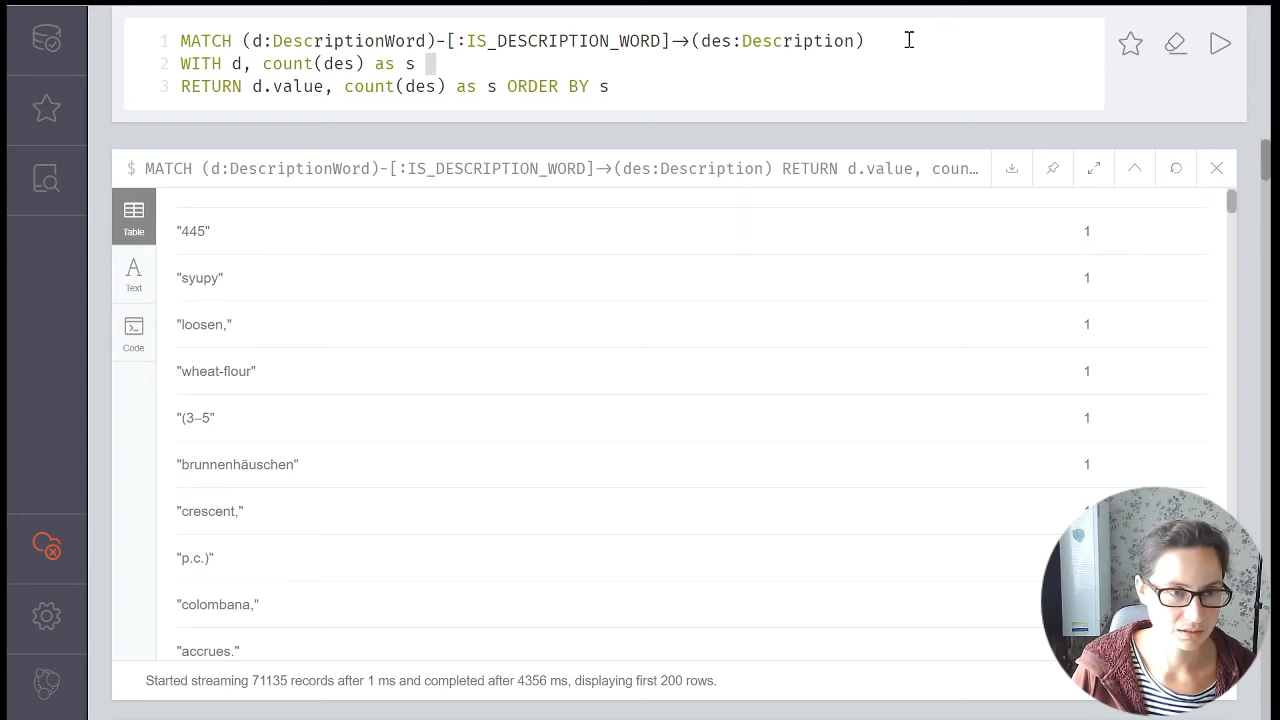 1 MATCH (d:DescriptionWord)-[:IS_DESCRIPTION_WORD]->(des:Description)
2 WITH d, count(des) as s
3 RETURN d.value, count(des) as s ORDER BY s
$ MATCH (d:DescriptionWord)-[:IS_DESCRIPTION_WORD]->(des:Description) RETURN d.value, coun…
Table
Text
Code
"445" 1
"syupy" 1
"loosen," 1
"wheat-flour" 1
"(3–5" 1
"brunnenhäuschen" 1
"crescent,"
"p.c.)"
"colombana,"
"accrues."
Started streaming 71135 records after 1 ms and completed after 4356 ms, displaying first 200 rows.